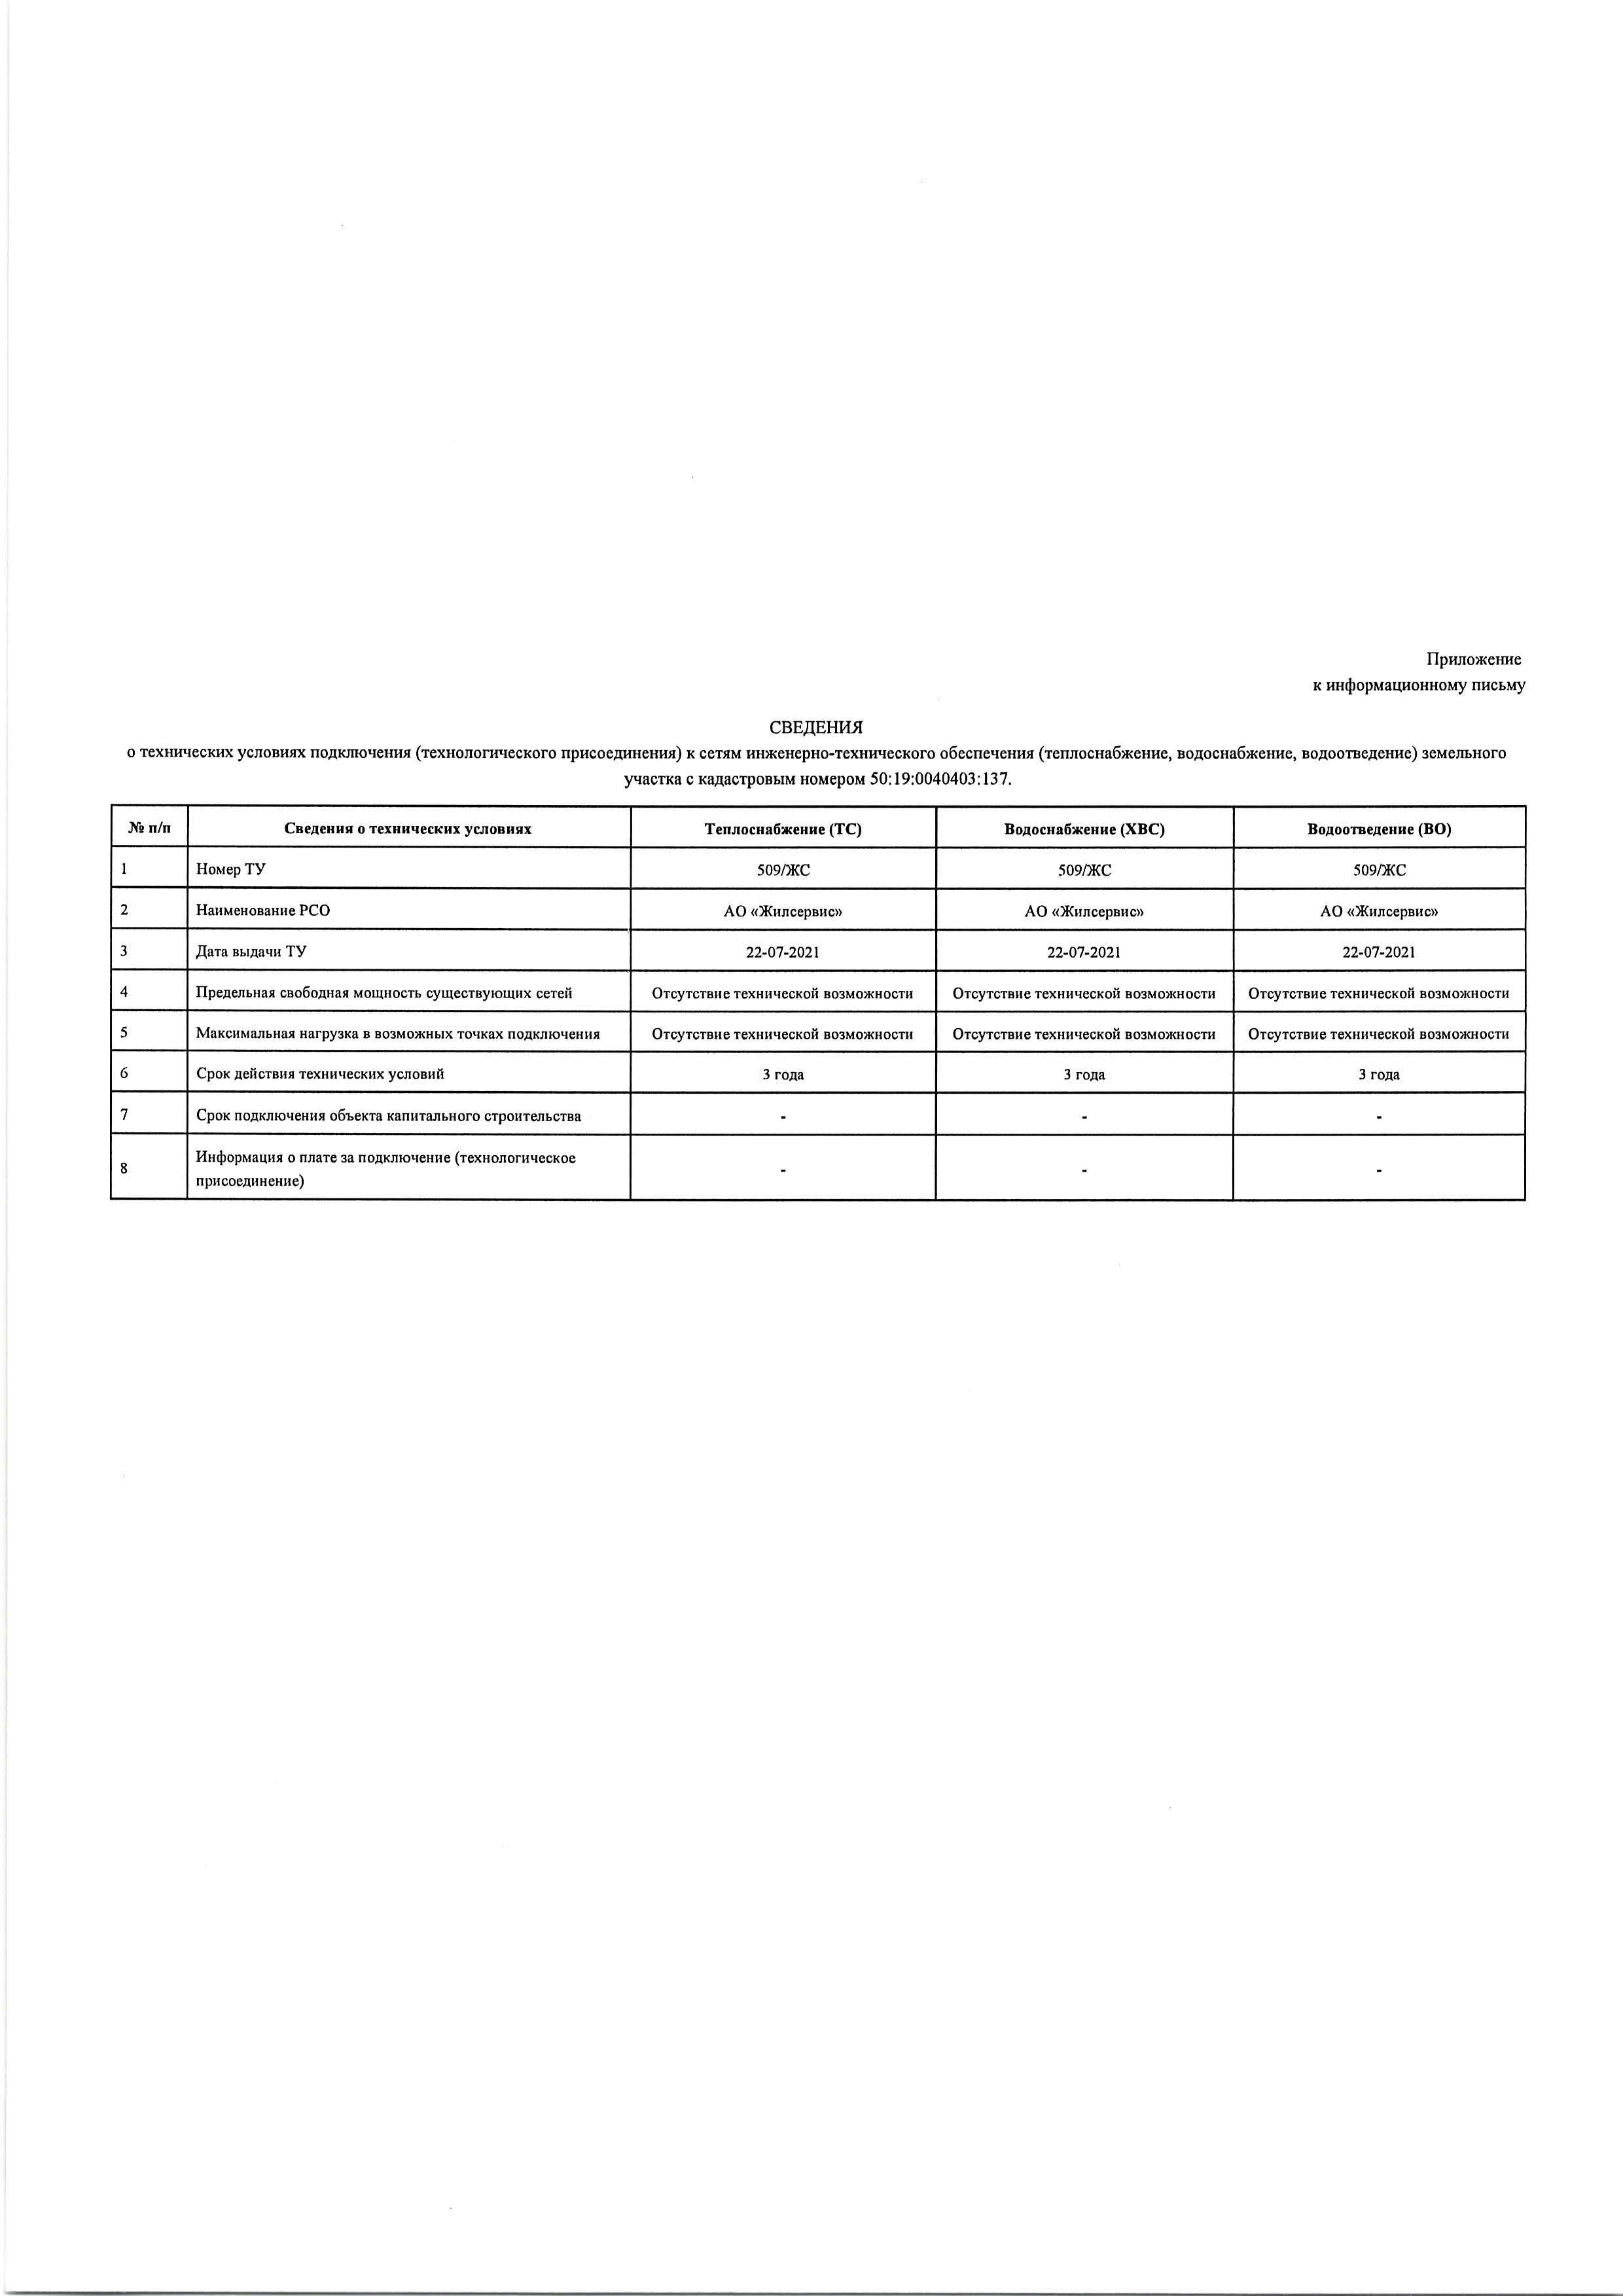 Приложение
к информационному письму
СВЕДЕНИЯ
о технических условиях подключения (технологического присоединения) к сетям инженерно-технического обеспечения (теплоснабжение, водоснабжение, водоотведение) земельного
участка с кадастровым номером 50:19:0040403:137.
№ п/п Сведения о технических условиях Теплоснабжение (ТС) Водоснабжение (ХВС) Водоотведение (ВО)
1 Номер ТУ 509/ЖС 509/ЖС 509/ЖС
2 Наименование РСО АО «Жилсервис» АО «Жилсервис» АО «Жилсервис»
3 Дата выдачи ТУ 22-07-2021 22-07-2021 22-07-2021
4 Предельная свободная мощность существующих сетей Отсутствие технической возможности Отсутствие технической возможности Отсутствие технической возможности
5 Максимальная нагрузка в возможных точках подключения Отсутствие технической возможности Отсутствие технической возможности Отсутствие технической возможности
6 Срок действия технических условий 3 года 3 года 3 года
7 Срок подключения объекта капитального строительства - - -
8 Информация о плате за подключение (технологическое
присоединение) - - -